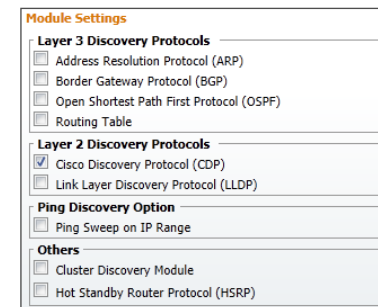 Module Settings
Layer 3 Discovery Protocols
Address Resolution Protocol (ARP)
Border Gateway Protocol (BGP)
Open Shortest Path First Protocol (OSPF)
Routing Table
Layer 2 Discovery Protocols
Cisco Discovery Protocol (CDP)
Link Layer Discovery Protocol (LLDP)
Ping Discovery Option
Ping Sweep on IP Range
Others
Cluster Discovery Module
Hot Standby Router Protocol (HSRP)